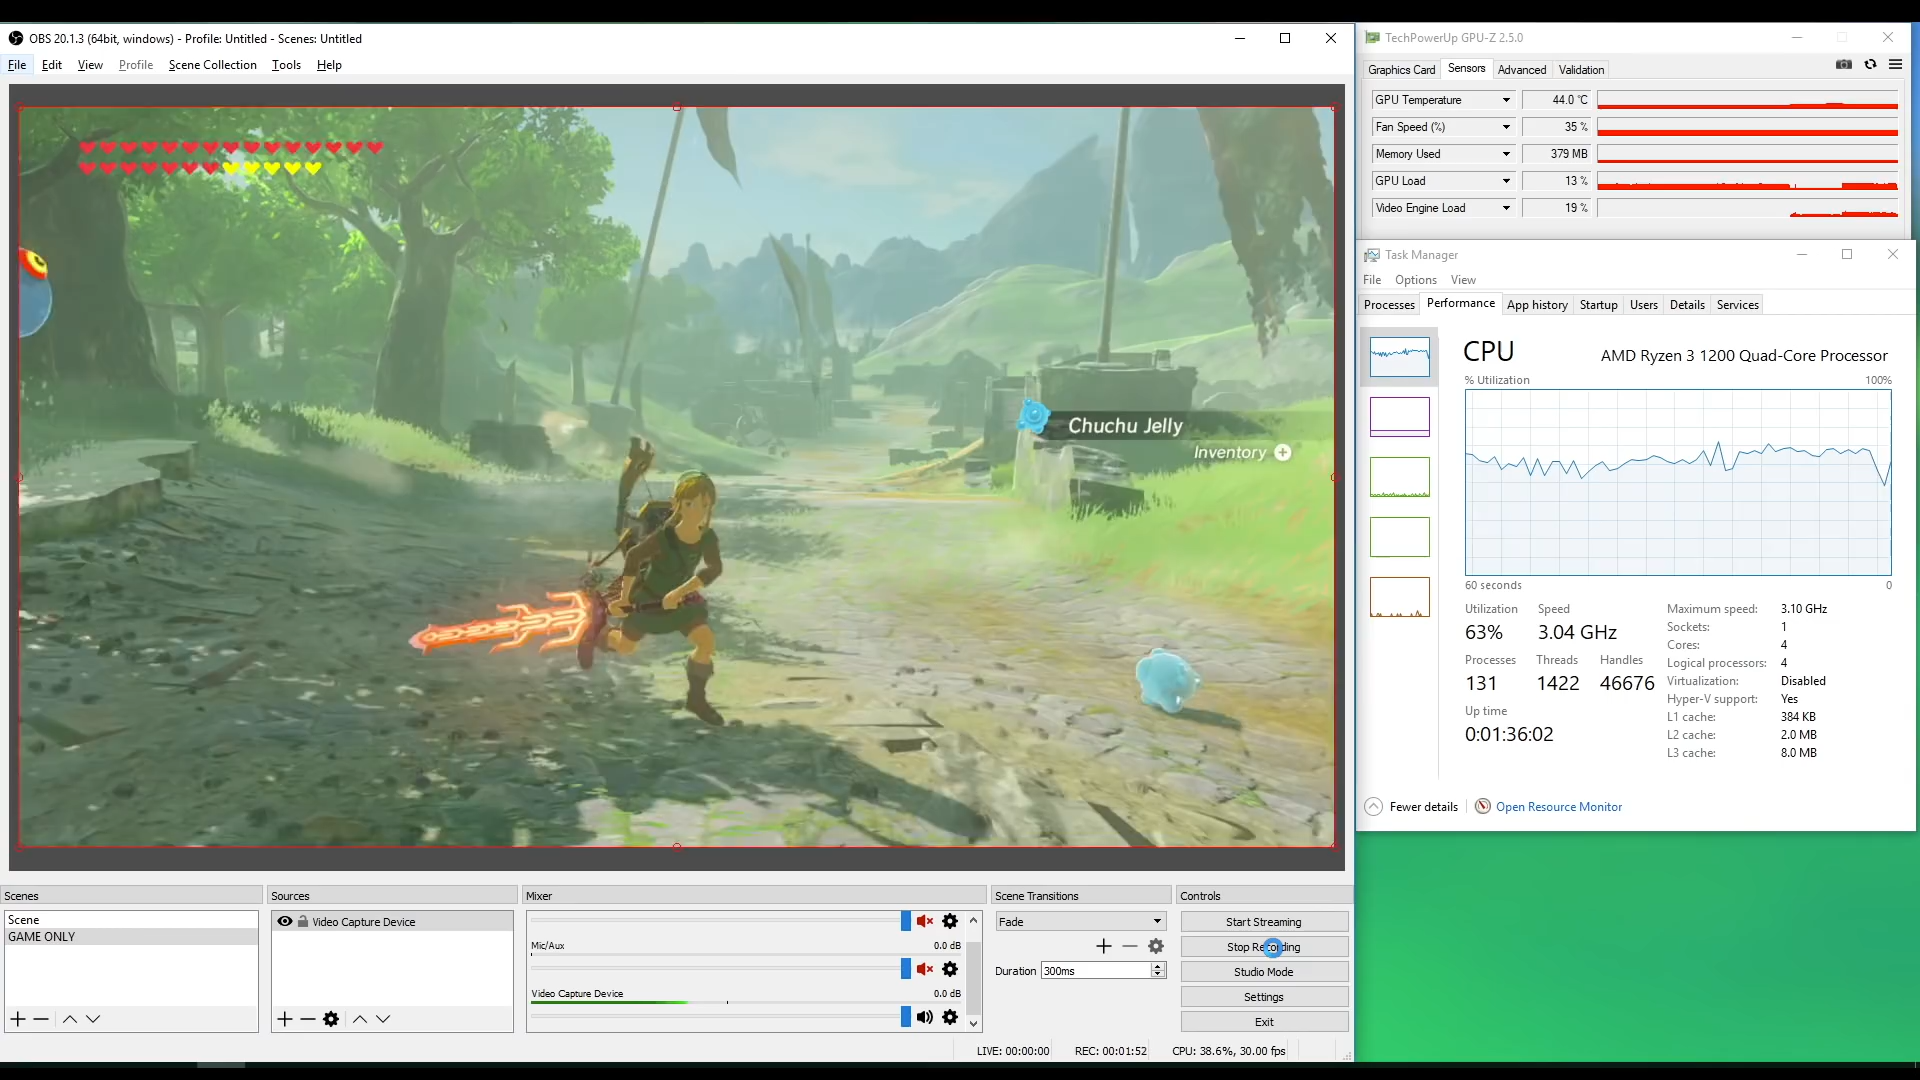 OBS 20.1.3 (64bit, windows) - Profile: Untitled - Scenes: Untitled
File Edit View Profile Scene Collection Tools Help
Chuchu Jelly
Inventory +
Scenes
Scene
GAME ONLY
Sources
Video Capture Device
Mixer
Mic/Aux 0.0 dB
Video Capture Device 0.0 dB
Scene Transitions
Fade
Duration 300ms
Controls
Start Streaming
Stop Recording
Studio Mode
Settings
Exit
LIVE: 00:00:00 REC: 00:01:52 CPU: 38.6%, 30.00 fps
TechPowerUp GPU-Z 2.5.0
Graphics Card Sensors Advanced Validation
GPU Temperature 44.0 °C
Fan Speed (%) 35 %
Memory Used 379 MB
GPU Load 13 %
Video Engine Load 19 %
Task Manager
File Options View
Processes Performance App history Startup Users Details Services
CPU AMD Ryzen 3 1200 Quad-Core Processor
% Utilization 100%
60 seconds 0
Utilization Speed
63% 3.04 GHz
Processes Threads Handles
131 1422 46676
Up time
0:01:36:02
Maximum speed: 3.10 GHz
Sockets: 1
Cores: 4
Logical processors: 4
Virtualization: Disabled
Hyper-V support: Yes
L1 cache: 384 KB
L2 cache: 2.0 MB
L3 cache: 8.0 MB
Fewer details Open Resource Monitor